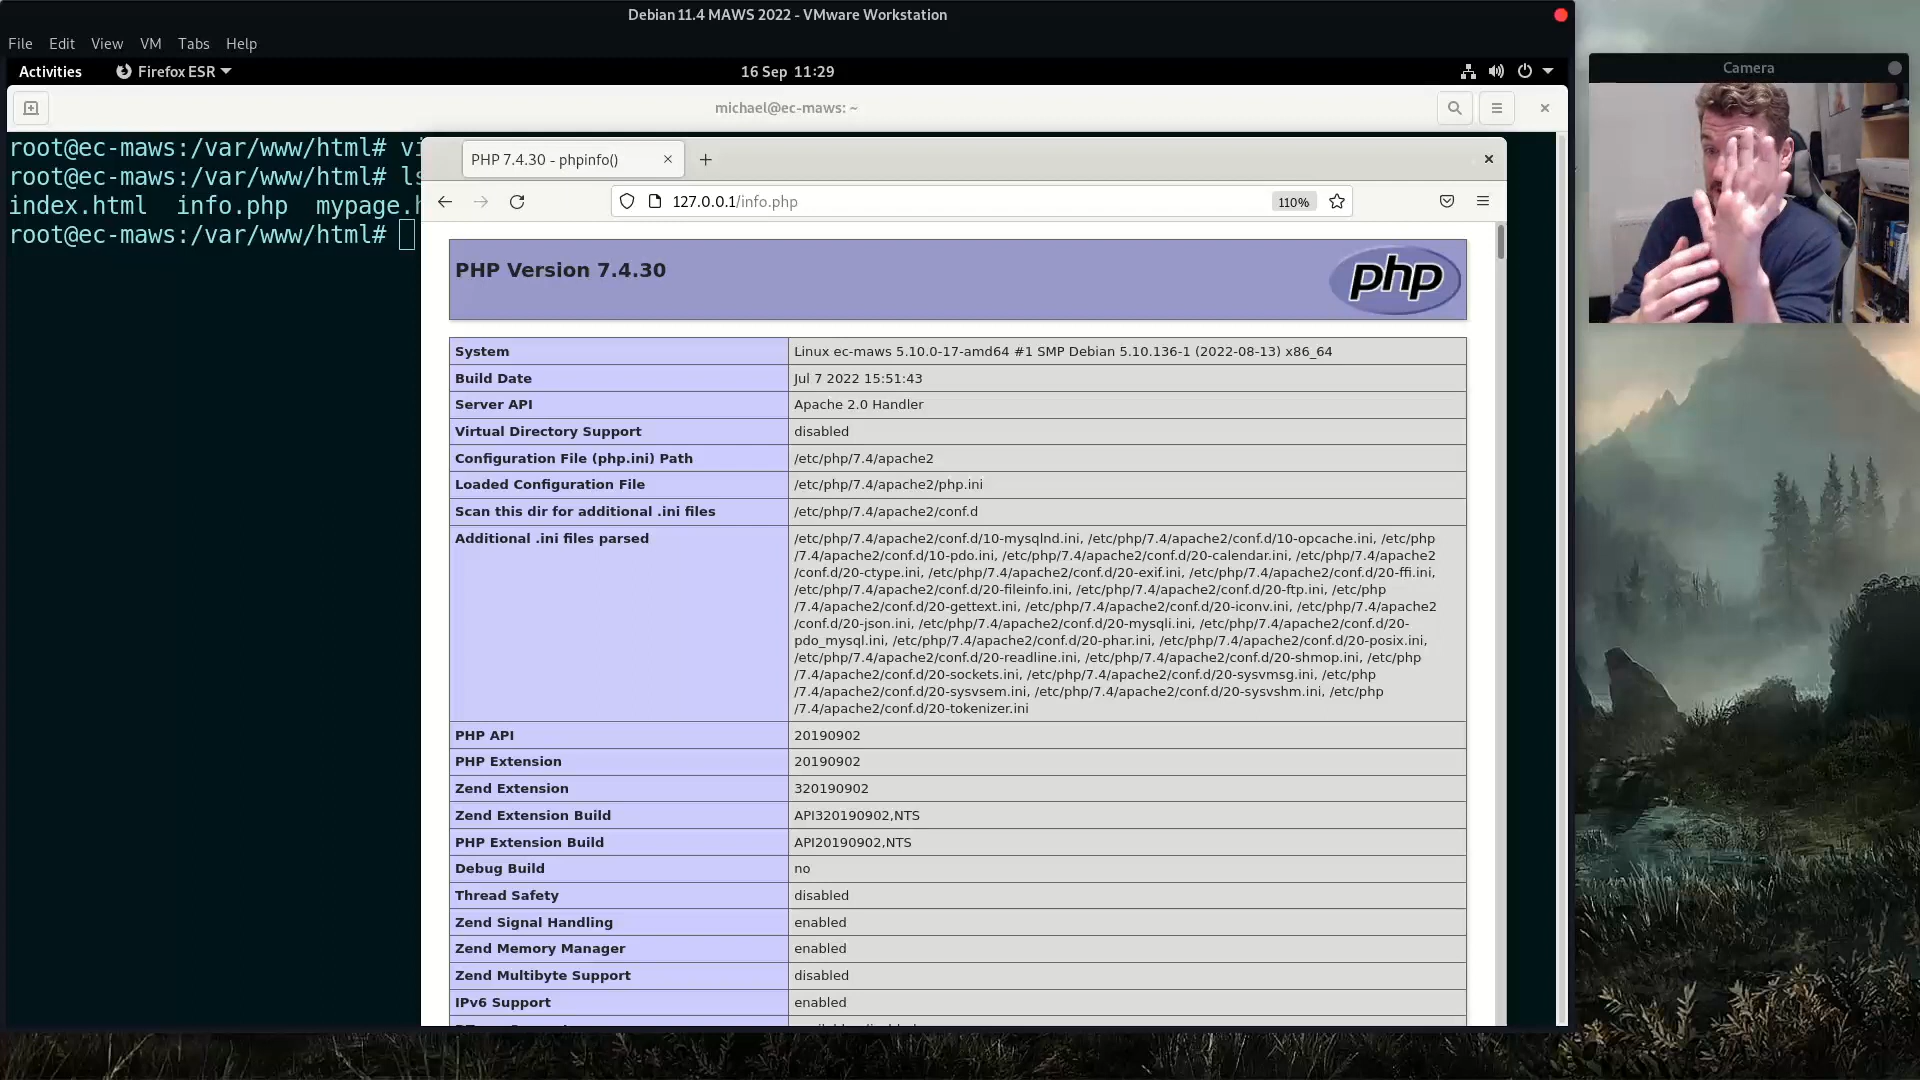 Debian 11.4 MAWS 2022 - VMware Workstation
File Edit View VM Tabs Help
Activities Firefox ESR 16 Sep 11:29
michael@ec-maws: ~
root@ec-maws:/var/www/html# vi
root@ec-maws:/var/www/html# ls
index.html info.php mypage.h
root@ec-maws:/var/www/html#
PHP 7.4.30 - phpinfo()
127.0.0.1/info.php 110%
PHP Version 7.4.30
php
System Linux ec-maws 5.10.0-17-amd64 #1 SMP Debian 5.10.136-1 (2022-08-13) x86_64
Build Date Jul 7 2022 15:51:43
Server API Apache 2.0 Handler
Virtual Directory Support disabled
Configuration File (php.ini) Path /etc/php/7.4/apache2
Loaded Configuration File /etc/php/7.4/apache2/php.ini
Scan this dir for additional .ini files /etc/php/7.4/apache2/conf.d
Additional .ini files parsed /etc/php/7.4/apache2/conf.d/10-mysqlnd.ini, /etc/php/7.4/apache2/conf.d/10-opcache.ini, /etc/php
/7.4/apache2/conf.d/10-pdo.ini, /etc/php/7.4/apache2/conf.d/20-calendar.ini, /etc/php/7.4/apache2
/conf.d/20-ctype.ini, /etc/php/7.4/apache2/conf.d/20-exif.ini, /etc/php/7.4/apache2/conf.d/20-ffi.ini,
/etc/php/7.4/apache2/conf.d/20-fileinfo.ini, /etc/php/7.4/apache2/conf.d/20-ftp.ini, /etc/php
/7.4/apache2/conf.d/20-gettext.ini, /etc/php/7.4/apache2/conf.d/20-iconv.ini, /etc/php/7.4/apache2
/conf.d/20-json.ini, /etc/php/7.4/apache2/conf.d/20-mysqli.ini, /etc/php/7.4/apache2/conf.d/20-
pdo_mysql.ini, /etc/php/7.4/apache2/conf.d/20-phar.ini, /etc/php/7.4/apache2/conf.d/20-posix.ini,
/etc/php/7.4/apache2/conf.d/20-readline.ini, /etc/php/7.4/apache2/conf.d/20-shmop.ini, /etc/php
/7.4/apache2/conf.d/20-sockets.ini, /etc/php/7.4/apache2/conf.d/20-sysvmsg.ini, /etc/php
/7.4/apache2/conf.d/20-sysvsem.ini, /etc/php/7.4/apache2/conf.d/20-sysvshm.ini, /etc/php
/7.4/apache2/conf.d/20-tokenizer.ini
PHP API 20190902
PHP Extension 20190902
Zend Extension 320190902
Zend Extension Build API320190902,NTS
PHP Extension Build API20190902,NTS
Debug Build no
Thread Safety disabled
Zend Signal Handling enabled
Zend Memory Manager enabled
Zend Multibyte Support disabled
IPv6 Support enabled
Camera